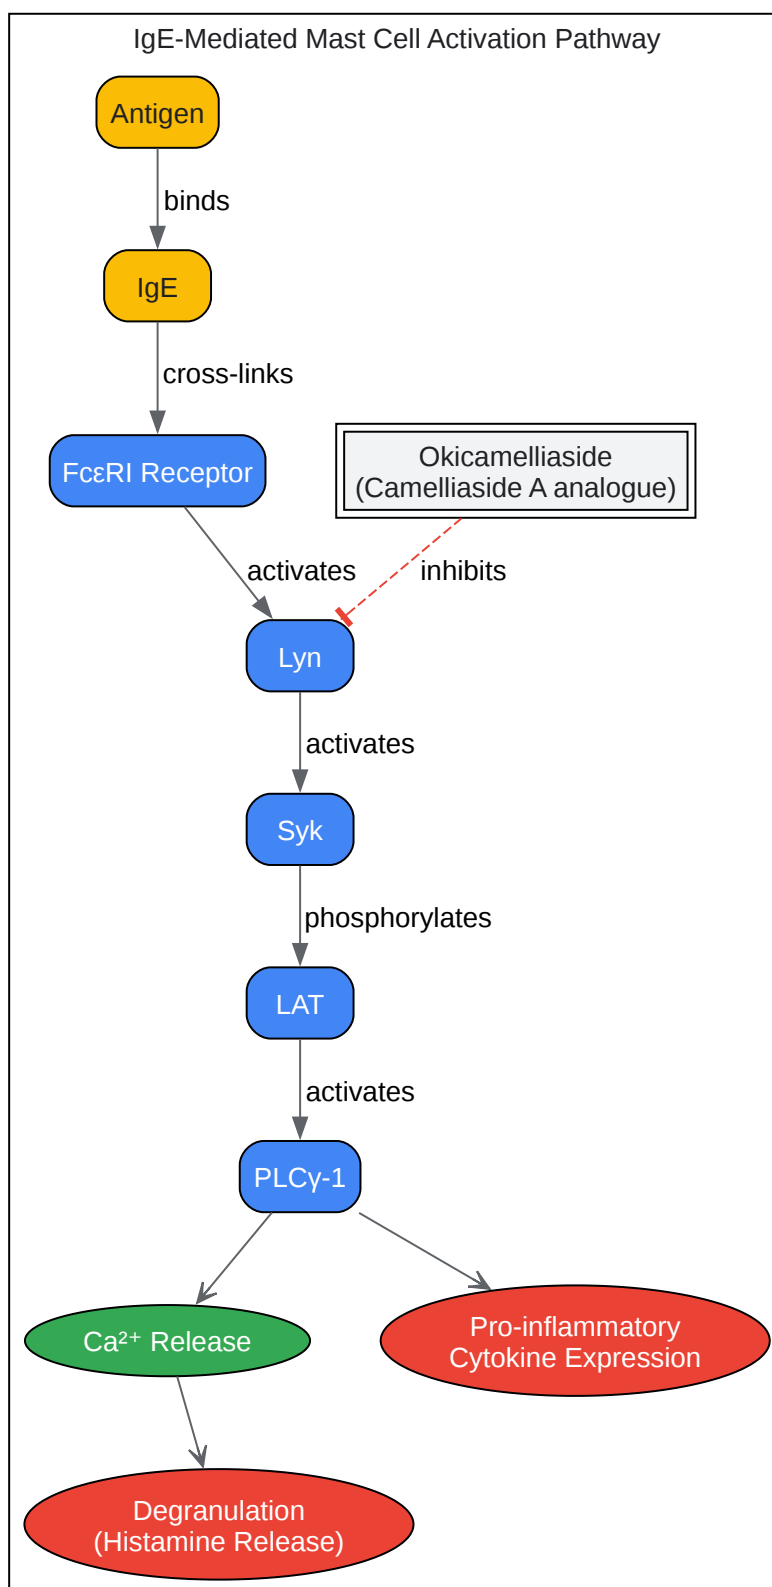 IgE-Mediated Mast Cell Activation Pathway
Antigen
binds
IgE
cross-links
FcεRI Receptor
Okicamelliaside
(Camelliaside A analogue)
activates
inhibits
Lyn
activates
Syk
phosphorylates
LAT
activates
PLCγ-1
Ca²⁺ Release
Pro-inflammatory
Cytokine Expression
Degranulation
(Histamine Release)